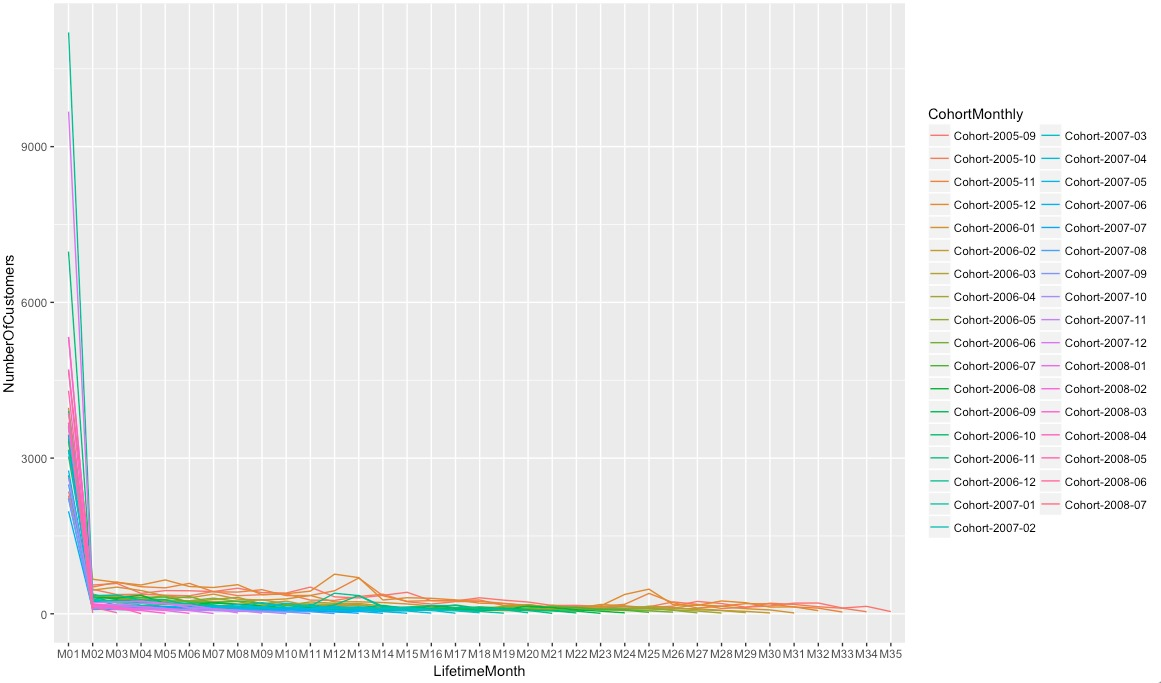 CohortMonthly
Cohort-2005-09 Cohort-2007-03
Cohort-2005-10 Cohort-2007-04
Cohort-2005-11 Cohort-2007-05
Cohort-2005-12 Cohort-2007-06
Cohort-2006-01 Cohort-2007-07
Cohort-2006-02 Cohort-2007-08
Cohort-2006-03 Cohort-2007-09
Cohort-2006-04 Cohort-2007-10
Cohort-2006-05 Cohort-2007-11
Cohort-2006-06 Cohort-2007-12
Cohort-2006-07 Cohort-2008-01
Cohort-2006-08 Cohort-2008-02
Cohort-2006-09 Cohort-2008-03
Cohort-2006-10 Cohort-2008-04
Cohort-2006-11 Cohort-2008-05
Cohort-2006-12 Cohort-2008-06
Cohort-2007-01 Cohort-2008-07
Cohort-2007-02
NumberOfCustomers
9000
6000
3000
0
M01 M02 M03 M04 M05 M06 M07 M08 M09 M10 M11 M12 M13 M14 M15 M16 M17 M18 M19 M20 M21 M22 M23 M24 M25 M26 M27 M28 M29 M30 M31 M32 M33 M34 M35
LifetimeMonth